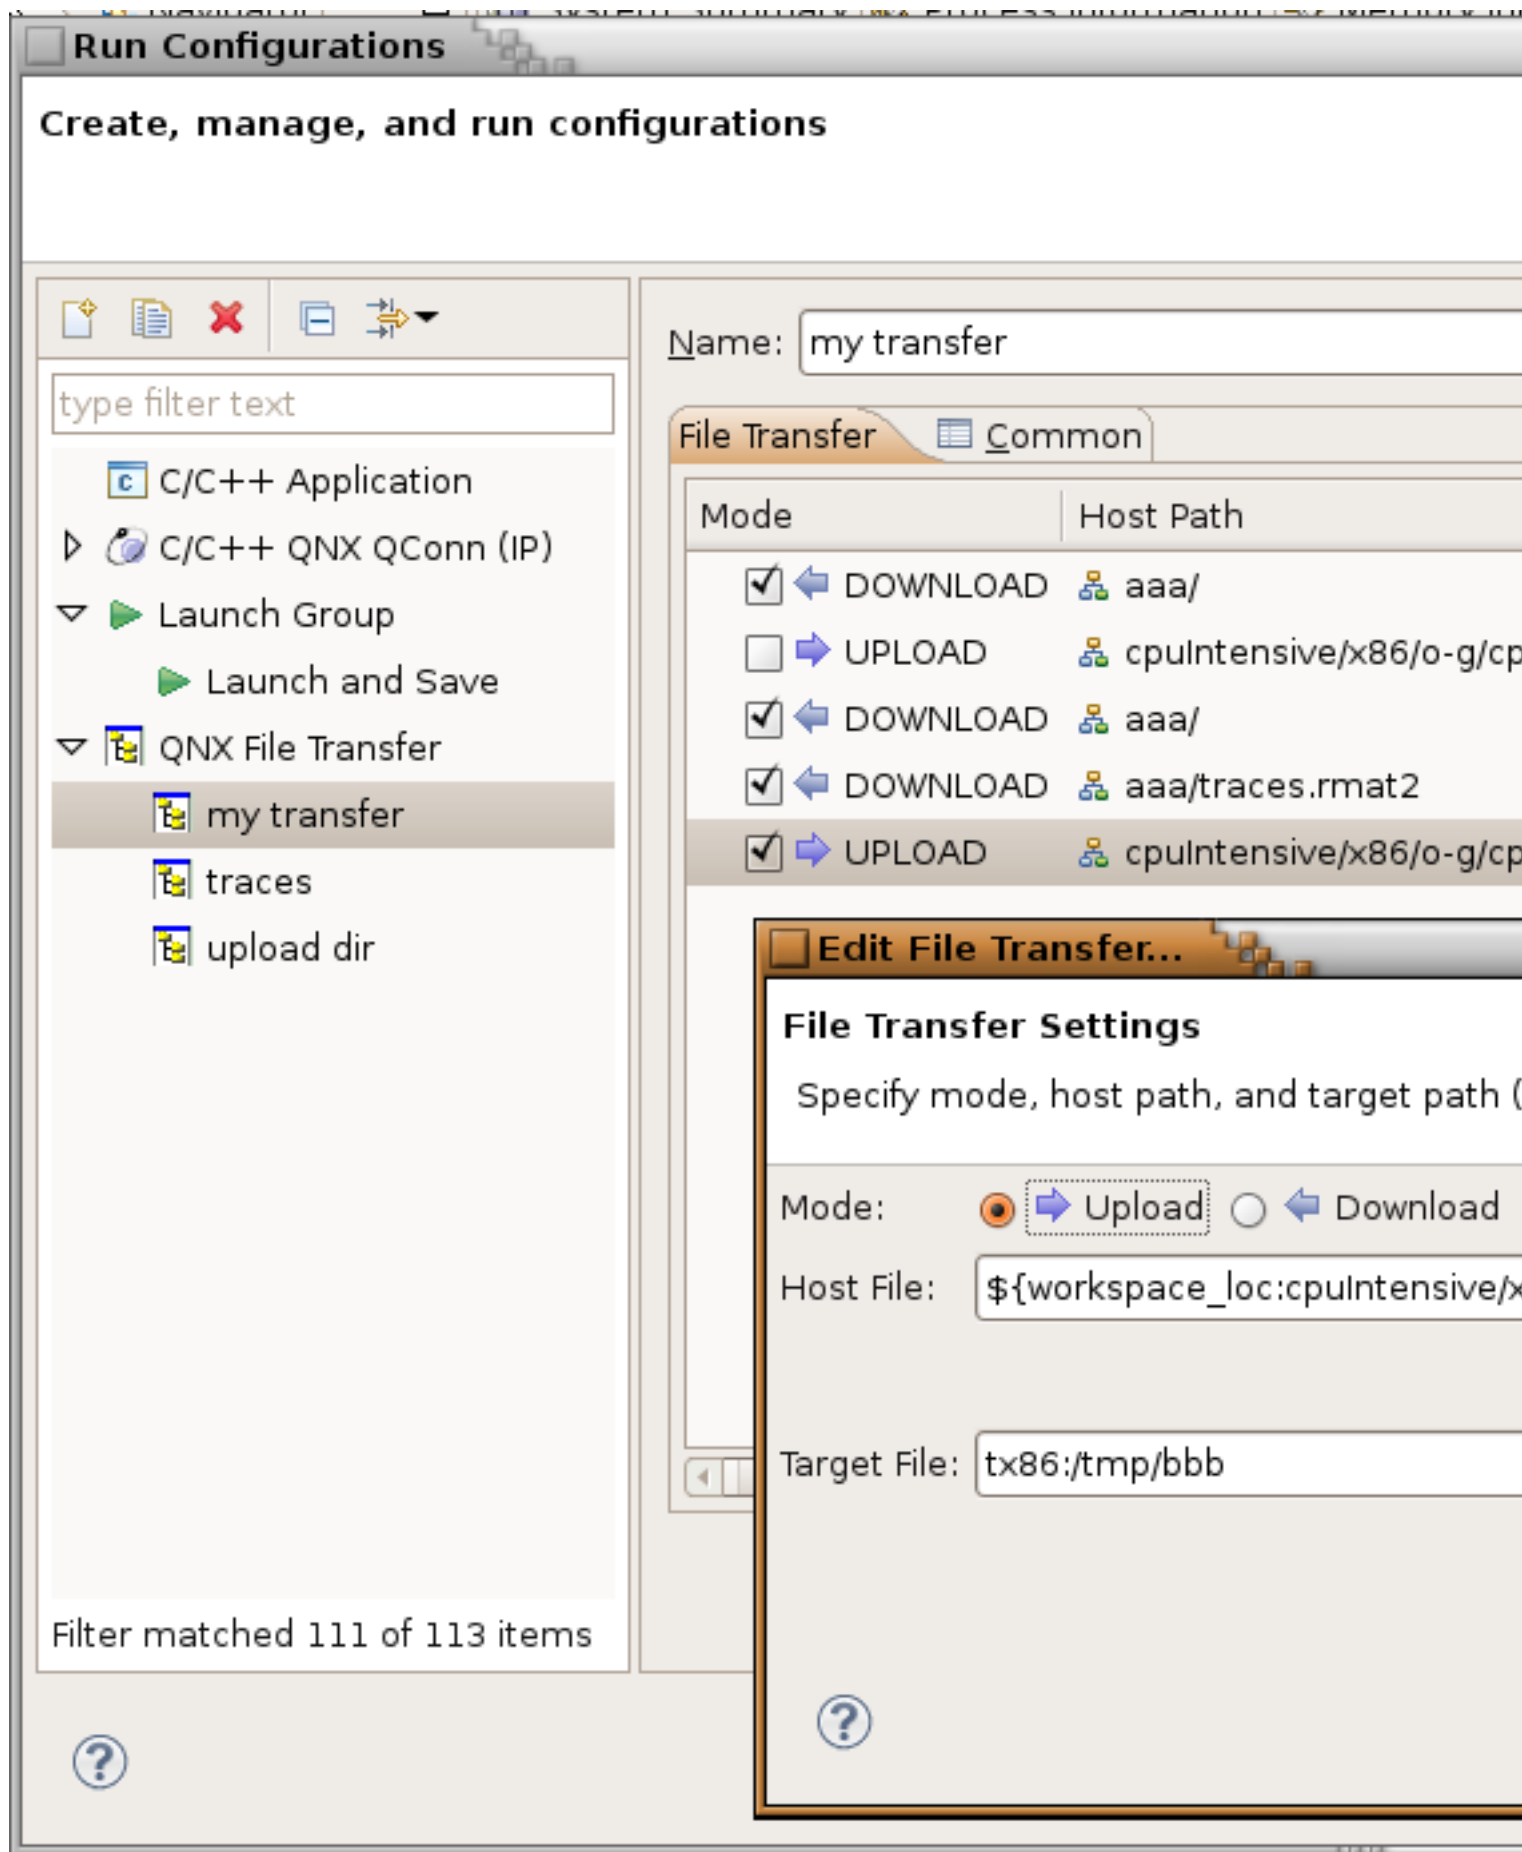 Run Configurations
Create, manage, and run configurations
type filter text
C/C++ Application
C/C++ QNX QConn (IP)
Launch Group
Launch and Save
QNX File Transfer
my transfer
traces
upload dir
Filter matched 111 of 113 items
Name: my transfer
File Transfer Common
Mode Host Path
DOWNLOAD aaa/
UPLOAD cpuIntensive/x86/o-g/cp
DOWNLOAD aaa/
DOWNLOAD aaa/traces.rmat2
UPLOAD cpuIntensive/x86/o-g/cp
Edit File Transfer...
File Transfer Settings
Specify mode, host path, and target path (
Mode: Upload Download
Host File: ${workspace_loc:cpuIntensive/x
Target File: tx86:/tmp/bbb